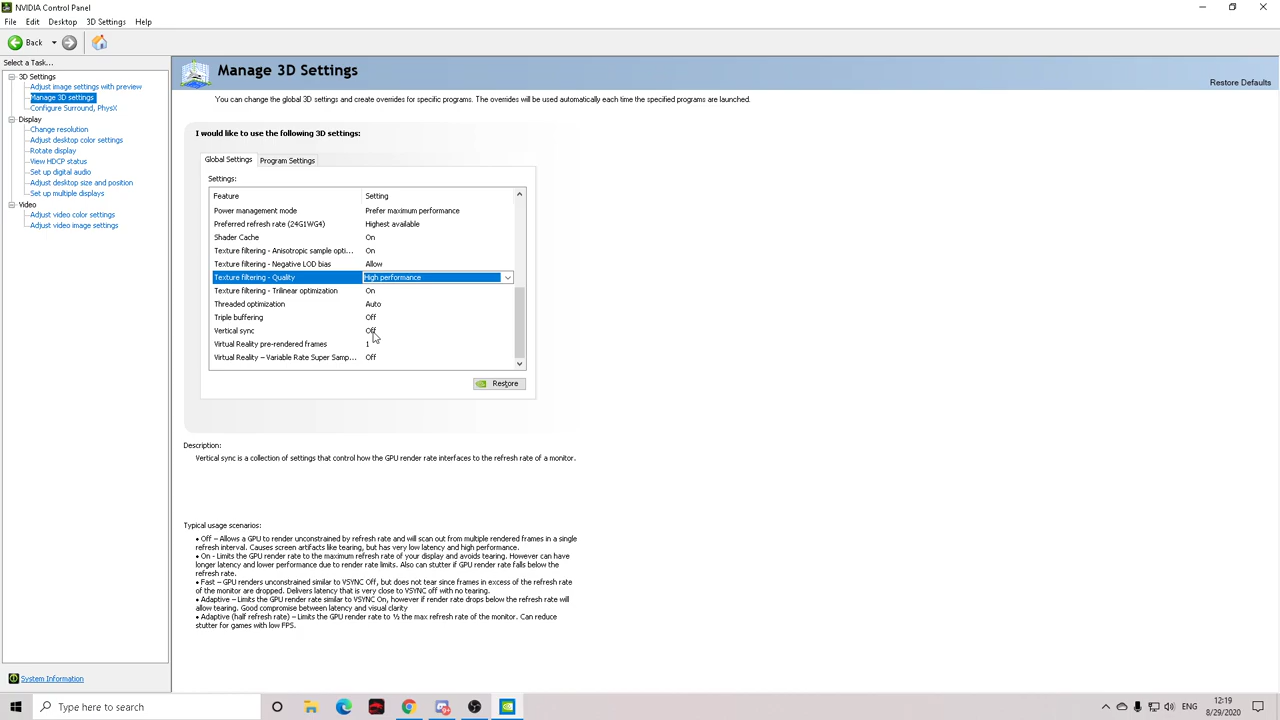 NVIDIA Control Panel
File Edit Desktop 3D Settings Help
Back
Select a Task...
3D Settings
Adjust image settings with preview
Manage 3D settings
Configure Surround, PhysX
Display
Change resolution
Adjust desktop color settings
Rotate display
View HDCP status
Set up digital audio
Adjust desktop size and position
Set up multiple displays
Video
Adjust video color settings
Adjust video image settings
System Information
Manage 3D Settings
Restore Defaults
You can change the global 3D settings and create overrides for specific programs. The overrides will be used automatically each time the specified programs are launched.
I would like to use the following 3D settings:
Global Settings Program Settings
Settings:
Feature Setting
Power management mode Prefer maximum performance
Preferred refresh rate (24G1WG4) Highest available
Shader Cache On
Texture filtering - Anisotropic sample opti... On
Texture filtering - Negative LOD bias Allow
Texture filtering - Quality High performance
Texture filtering - Trilinear optimization On
Threaded optimization Auto
Triple buffering Off
Vertical sync Off
Virtual Reality pre-rendered frames 1
Virtual Reality – Variable Rate Super Samp... Off
Restore
Description:
Vertical sync is a collection of settings that control how the GPU render rate interfaces to the refresh rate of a monitor.
Typical usage scenarios:
• Off – Allows a GPU to render unconstrained by refresh rate and will scan out from multiple rendered frames in a single
refresh interval. Causes screen artifacts like tearing, but has very low latency and high performance.
• On - Limits the GPU render rate to the maximum refresh rate of your display and avoids tearing. However can have
longer latency and lower performance due to render rate limits. Also can stutter if GPU render rate falls below the
refresh rate.
• Fast – GPU renders unconstrained similar to VSYNC Off, but does not tear since frames in excess of the refresh rate
of the monitor are dropped. Delivers latency that is very close to VSYNC off with no tearing.
• Adaptive – Limits the GPU render rate similar to VSYNC On, however if render rate drops below the refresh rate will
allow tearing. Good compromise between latency and visual clarity
• Adaptive (half refresh rate) – Limits the GPU render rate to ½ the max refresh rate of the monitor. Can reduce
stutter for games with low FPS.
Type here to search
ENG
12:19
8/29/2020